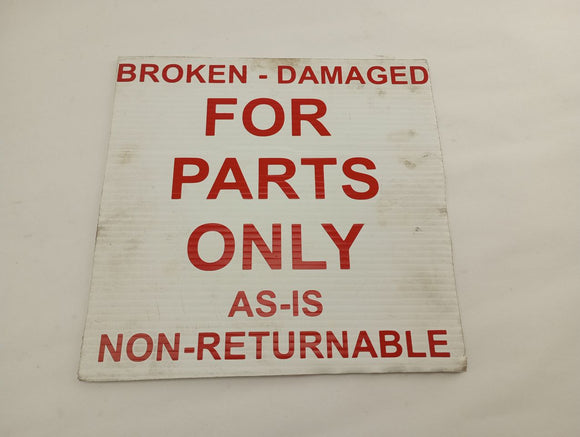 BROKEN - DAMAGED
FOR
PARTS
ONLY
AS-IS
NON-RETURNABLE